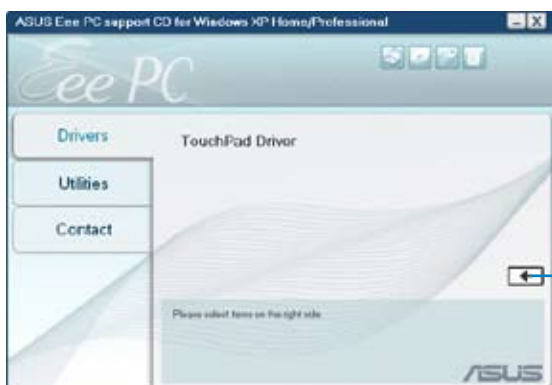 ASUS Eee PC support CD for Windows XP Home/Professional
Eee PC
Drivers
TouchPad Driver
Utilities
Contact
Please select items on the right side
ASUS